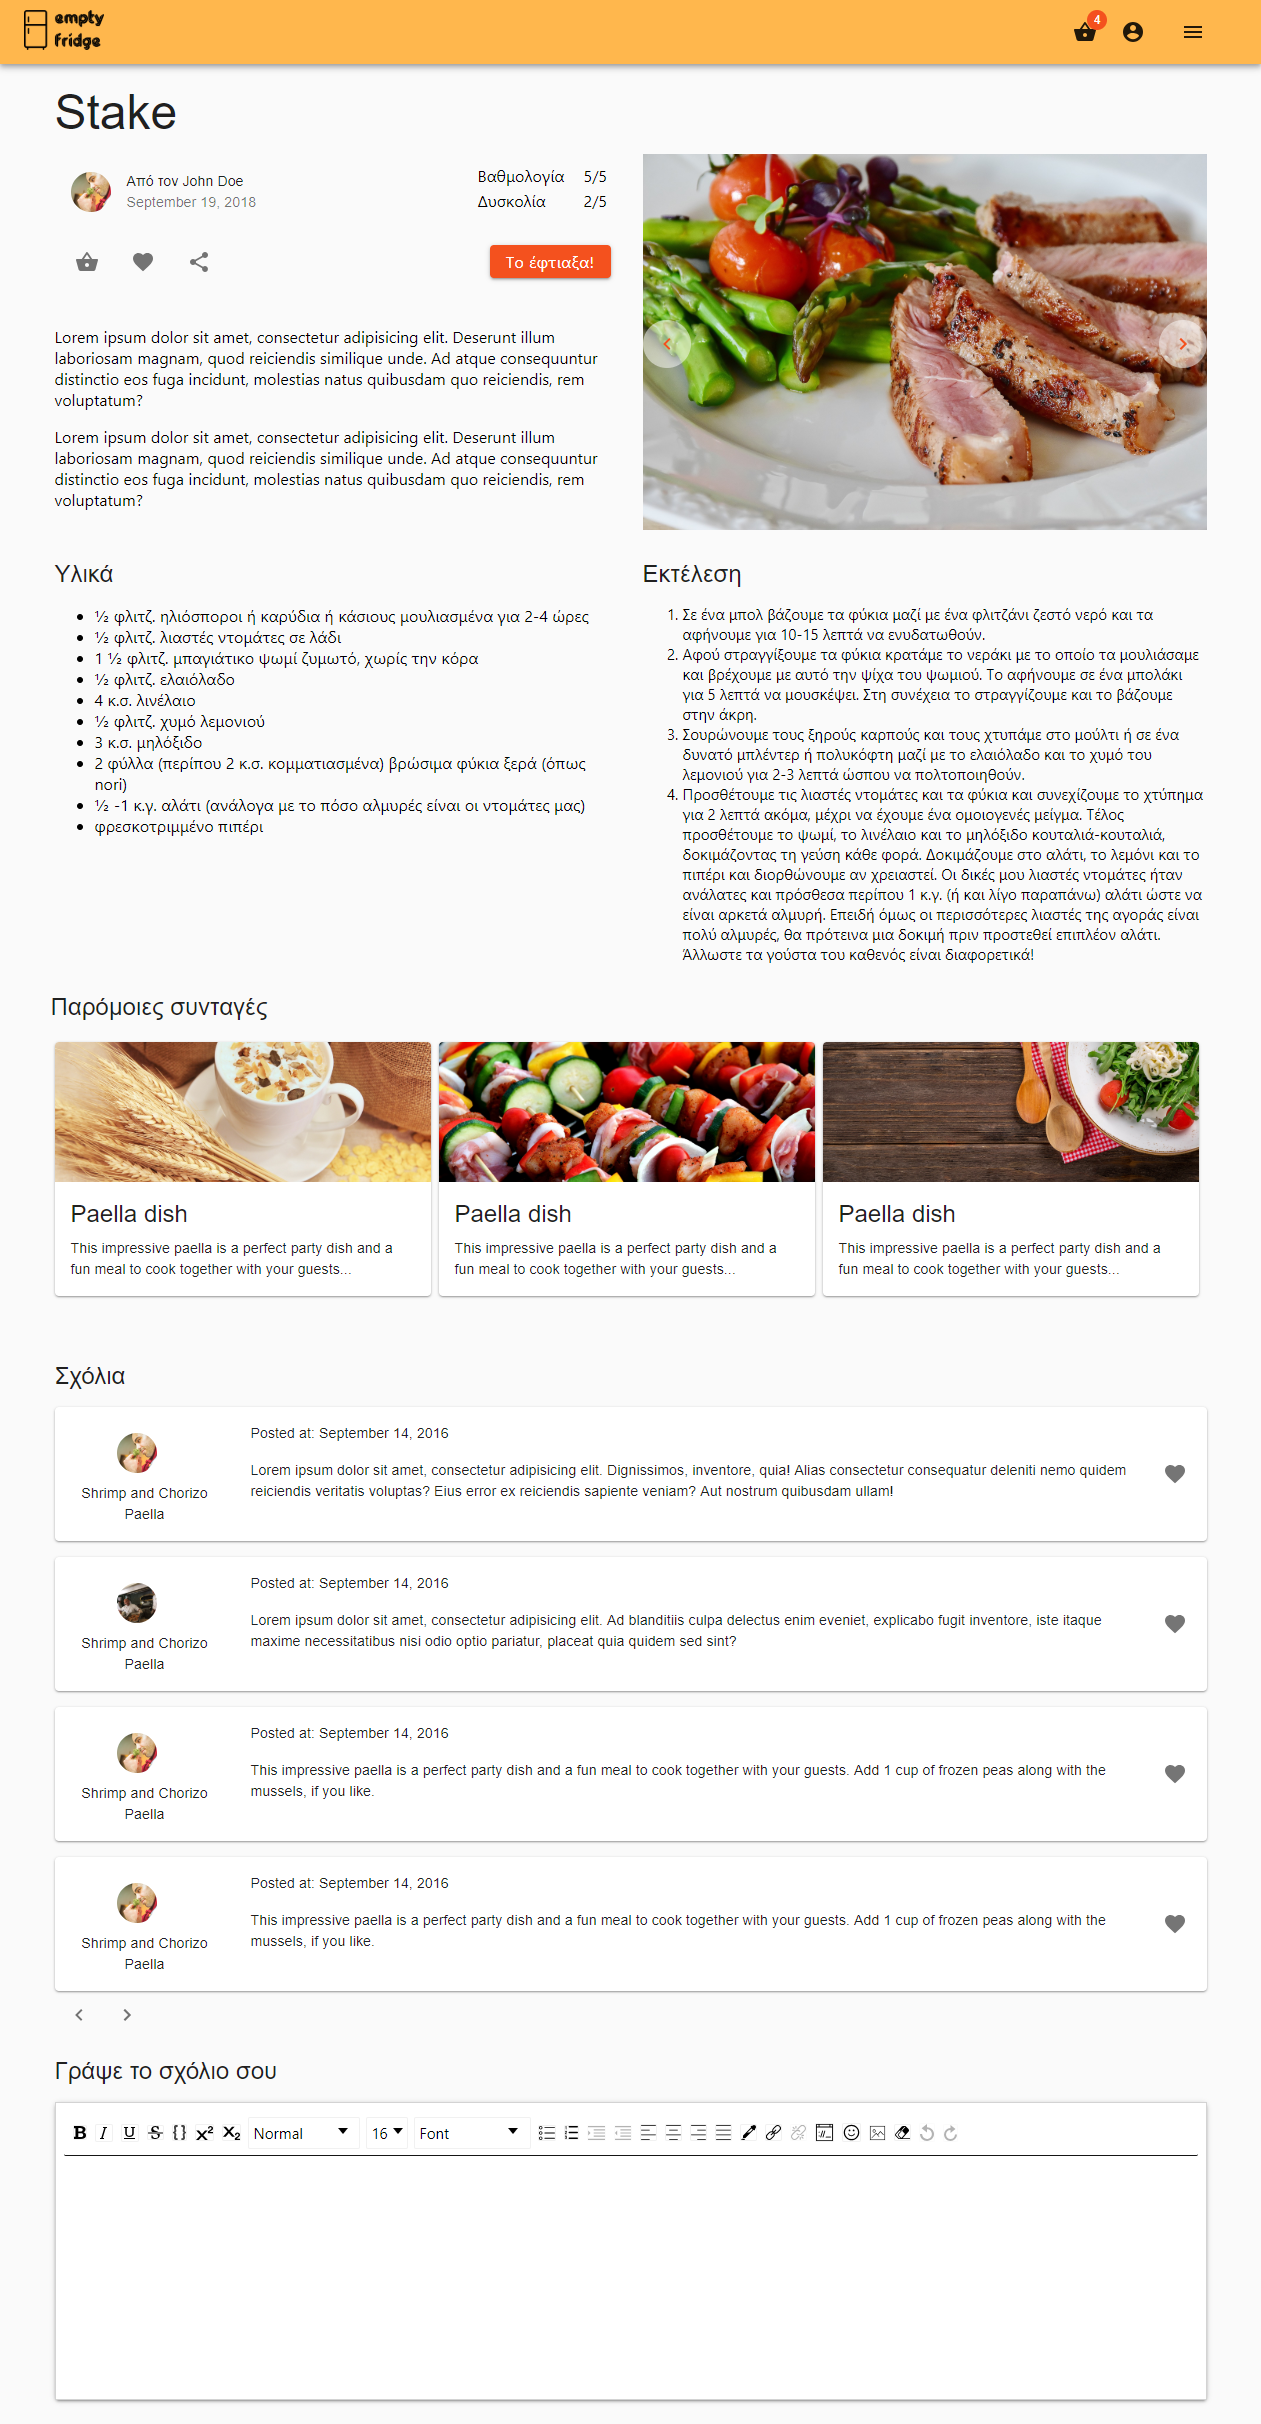 empty
fridge
4
Stake
Από τον John Doe
September 19, 2018
Βαθμολογία 5/5
Δυσκολία 2/5
Το έφτιαξα!
Lorem ipsum dolor sit amet, consectetur adipisicing elit. Deserunt illum
laboriosam magnam, quod reiciendis similique unde. Ad atque consequuntur
distinctio eos fuga incidunt, molestias natus quibusdam quo reiciendis, rem
voluptatum?
Lorem ipsum dolor sit amet, consectetur adipisicing elit. Deserunt illum
laboriosam magnam, quod reiciendis similique unde. Ad atque consequuntur
distinctio eos fuga incidunt, molestias natus quibusdam quo reiciendis, rem
voluptatum?
Υλικά
• ½ φλιτζ. ηλιόσποροι ή καρύδια ή κάσιους μουλιασμένα για 2-4 ώρες
• ½ φλιτζ. λιαστές ντομάτες σε λάδι
• 1 ½ φλιτζ. μπαγιάτικο ψωμί ζυμωτό, χωρίς την κόρα
• ½ φλιτζ. ελαιόλαδο
• 4 κ.σ. λινέλαιο
• ½ φλιτζ. χυμό λεμονιού
• 3 κ.σ. μηλόξιδο
• 2 φύλλα (περίπου 2 κ.σ. κομματιασμένα) βρώσιμα φύκια ξερά (όπως
nori)
• ½ -1 κ.γ. αλάτι (ανάλογα με το πόσο αλμυρές είναι οι ντομάτες μας)
• φρεσκοτριμμένο πιπέρι
Εκτέλεση
1. Σε ένα μπολ βάζουμε τα φύκια μαζί με ένα φλιτζάνι ζεστό νερό και τα
αφήνουμε για 10-15 λεπτά να ενυδατωθούν.
2. Αφού στραγγίξουμε τα φύκια κρατάμε το νεράκι με το οποίο τα μουλιάσαμε
και βρέχουμε με αυτό την ψίχα του ψωμιού. Το αφήνουμε σε ένα μπολάκι
για 5 λεπτά να μουσκέψει. Στη συνέχεια το στραγγίζουμε και το βάζουμε
στην άκρη.
3. Σουρώνουμε τους ξηρούς καρπούς και τους χτυπάμε στο μούλτι ή σε ένα
δυνατό μπλέντερ ή πολυκόφτη μαζί με το ελαιόλαδο και το χυμό του
λεμονιού για 2-3 λεπτά ώσπου να πολτοποιηθούν.
4. Προσθέτουμε τις λιαστές ντομάτες και τα φύκια και συνεχίζουμε το χτύπημα
για 2 λεπτά ακόμα, μέχρι να έχουμε ένα ομοιογενές μείγμα. Τέλος
προσθέτουμε το ψωμί, το λινέλαιο και το μηλόξιδο κουταλιά-κουταλιά,
δοκιμάζοντας τη γεύση κάθε φορά. Δοκιμάζουμε στο αλάτι, το λεμόνι και το
πιπέρι και διορθώνουμε αν χρειαστεί. Οι δικές μου λιαστές ντομάτες ήταν
ανάλατες και πρόσθεσα περίπου 1 κ.γ. (ή και λίγο παραπάνω) αλάτι ώστε να
είναι αρκετά αλμυρή. Επειδή όμως οι περισσότερες λιαστές της αγοράς είναι
πολύ αλμυρές, θα πρότεινα μια δοκιμή πριν προστεθεί επιπλέον αλάτι.
Άλλωστε τα γούστα του καθενός είναι διαφορετικά!
Παρόμοιες συνταγές
Paella dish
This impressive paella is a perfect party dish and a
fun meal to cook together with your guests...
Paella dish
This impressive paella is a perfect party dish and a
fun meal to cook together with your guests...
Paella dish
This impressive paella is a perfect party dish and a
fun meal to cook together with your guests...
Σχόλια
Shrimp and Chorizo
Paella
Posted at: September 14, 2016
Lorem ipsum dolor sit amet, consectetur adipisicing elit. Dignissimos, inventore, quia! Alias consectetur consequatur deleniti nemo quidem
reiciendis veritatis voluptas? Eius error ex reiciendis sapiente veniam? Aut nostrum quibusdam ullam!
Shrimp and Chorizo
Paella
Posted at: September 14, 2016
Lorem ipsum dolor sit amet, consectetur adipisicing elit. Ad blanditiis culpa delectus enim eveniet, explicabo fugit inventore, iste itaque
maxime necessitatibus nisi odio optio pariatur, placeat quia quidem sed sint?
Shrimp and Chorizo
Paella
Posted at: September 14, 2016
This impressive paella is a perfect party dish and a fun meal to cook together with your guests. Add 1 cup of frozen peas along with the
mussels, if you like.
Shrimp and Chorizo
Paella
Posted at: September 14, 2016
This impressive paella is a perfect party dish and a fun meal to cook together with your guests. Add 1 cup of frozen peas along with the
mussels, if you like.
Γράψε το σχόλιο σου
B I U S {} X² X₂ Normal 16 Font